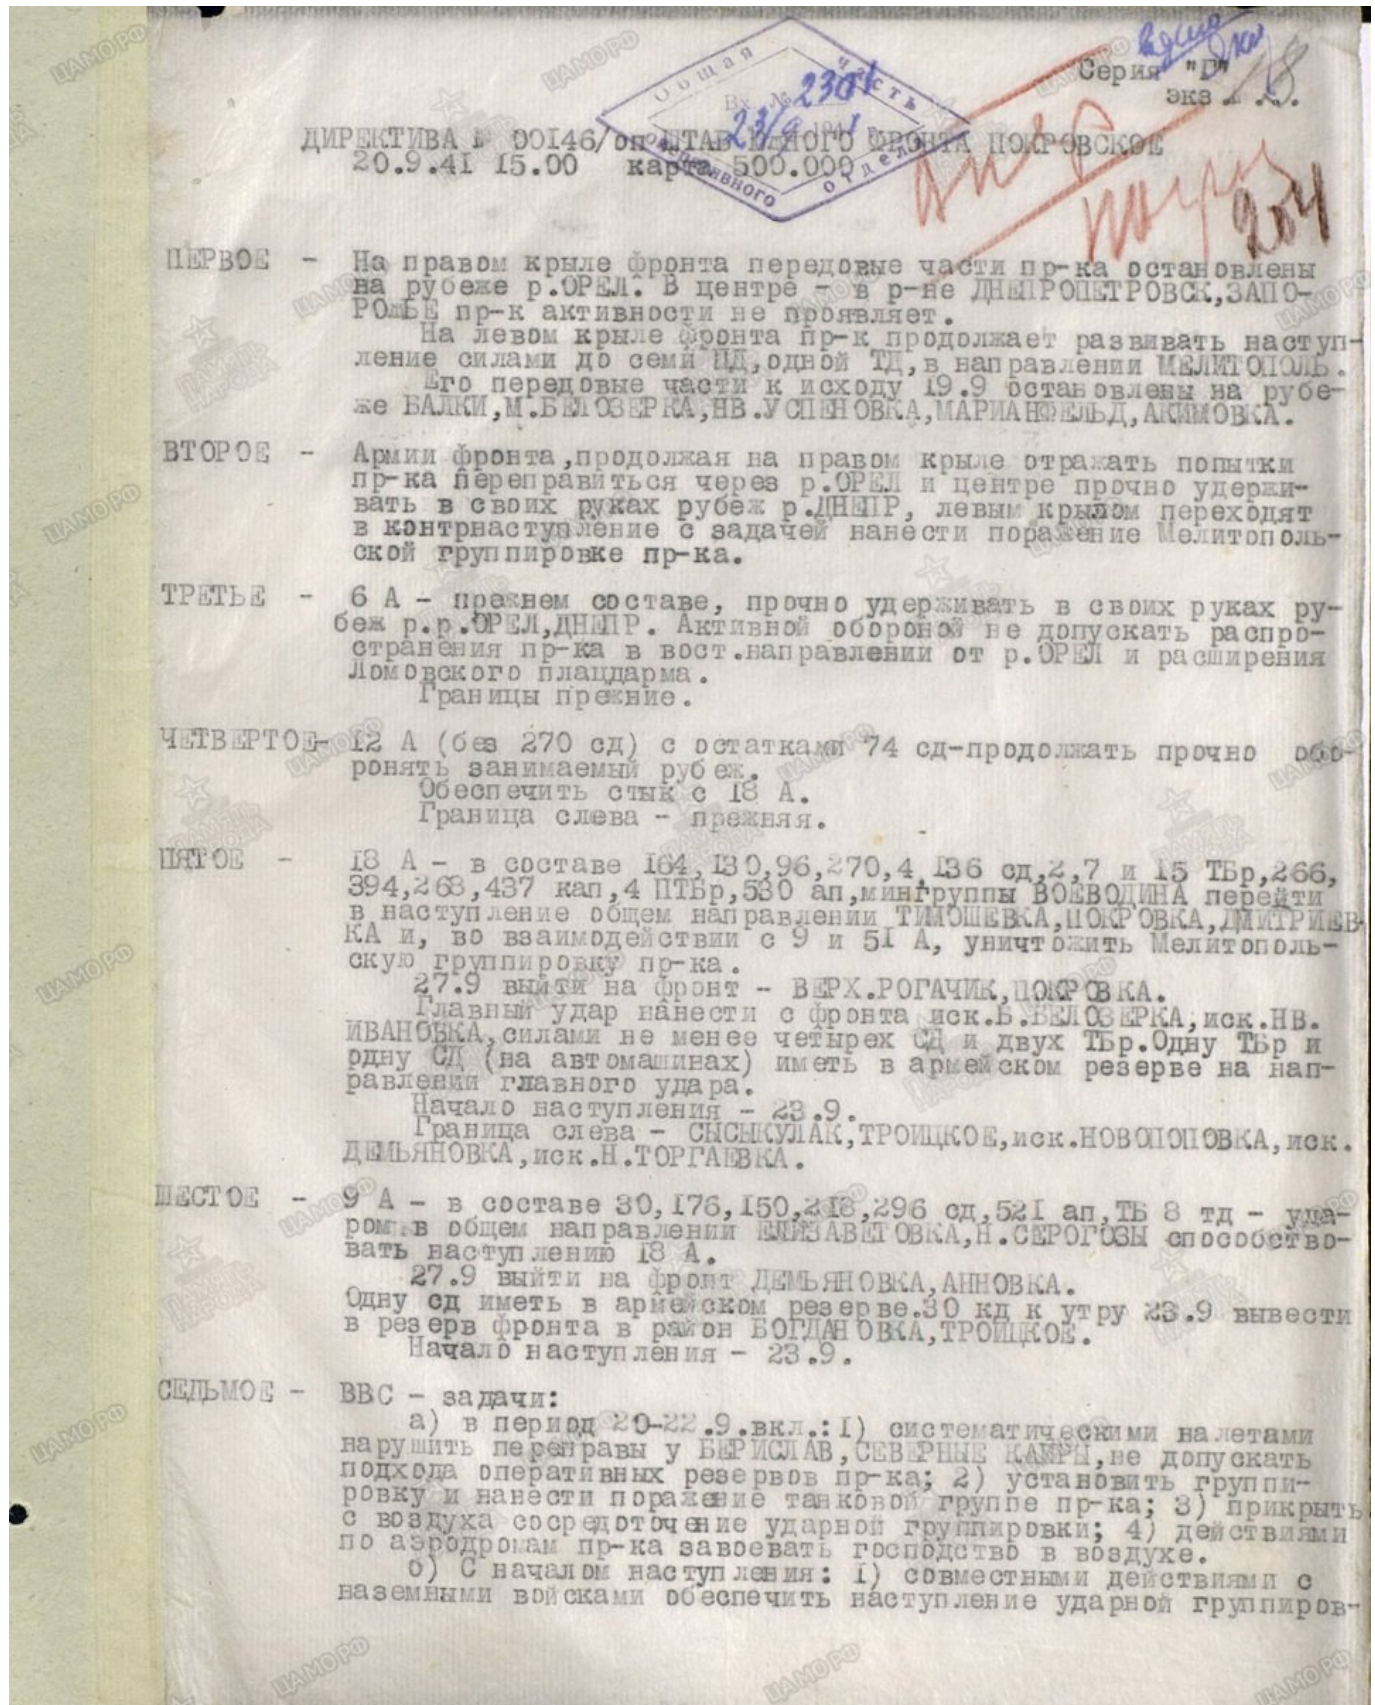 Серия "Г"
экз.
Общая часть
Вх. № 2301
23/9 1941
оперативного отдела
204
ДИРЕКТИВА № 00146/оп ШТАБ ЮЖНОГО ФРОНТА ПОКРОВСКОЕ
20.9.41 15.00 карта 500.000
ПЕРВОЕ - На правом крыле фронта передовые части пр-ка остановлены
на рубеже р.ОРЕЛ. В центре - в р-не ДНЕПРОПЕТРОВСК,ЗАПО-
РОЖЬЕ пр-к активности не проявляет.
На левом крыле фронта пр-к продолжает развивать наступ-
ление силами до семи ПД,одной ТД,в направлении МЕЛИТОПОЛЬ.
Его передовые части к исходу 19.9 остановлены на рубе-
же БАЛКИ,М.БЕЛОЗЕРКА,НВ.УСПЕНОВКА,МАРИАНФЕЛЬД,АКИМОВКА.
ВТОРОЕ - Армии фронта,продолжая на правом крыле отражать попытки
пр-ка переправиться через р.ОРЕЛ и центре прочно удержи-
вать в своих руках рубеж р.ДНЕПР, левым крылом переходят
в контрнаступление с задачей нанести поражение Мелитополь-
ской группировке пр-ка.
ТРЕТЬЕ - 6 А - прежнем составе, прочно удерживать в своих руках ру-
беж р.р.ОРЕЛ,ДНЕПР. Активной обороной не допускать распро-
странения пр-ка в вост.направлении от р.ОРЕЛ и расширения
Ломовского плацдарма.
Границы прежние.
ЧЕТВЕРТОЕ- 12 А (без 270 сд) с остатками 74 сд-продолжать прочно обо-
ронять занимаемый рубеж.
Обеспечить стык с 18 А.
Граница слева - прежняя.
ПЯТОЕ - 18 А - в составе 164,130,96,270,4,136 сд,2,7 и 15 ТБр,266,
394,268,437 кап,4 ПТБр,530 ап,мингруппы ВОЕВОДИНА перейти
в наступление общем направлении ТИМОШЕВКА,ПОКРОВКА,ДМИТРИЕВ-
КА и, во взаимодействии с 9 и 51 А, уничтожить Мелитополь-
скую группировку пр-ка.
27.9 выйти на фронт - ВЕРХ.РОГАЧИК,ПОКРОВКА.
Главный удар нанести с фронта иск.Б.БЕЛОЗЕРКА,иск.НВ.
ИВАНОВКА,силами не менее четырех СД и двух ТБр.Одну ТБр и
одну СД (на автомашинах) иметь в армейском резерве на нап-
равлении главного удара.
Начало наступления - 23.9.
Граница слева - СЫСЫКУЛАК,ТРОИЦКОЕ,иск.НОВОПОПОВКА,иск.
ДЕМЬЯНОВКА,иск.Н.ТОРГАЕВКА.
ШЕСТОЕ - 9 А - в составе 30,176,150,218,296 сд,521 ап,ТБ 8 тд - уда-
ром в общем направлении ЕЛИЗАВЕТОВКА,Н.СЕРОГОЗЫ способство-
вать наступлению 18 А.
27.9 выйти на фронт ДЕМЬЯНОВКА,АННОВКА.
Одну сд иметь в армейском резерве.30 кд к утру 23.9 вывести
в резерв фронта в район БОГДАНОВКА,ТРОИЦКОЕ.
Начало наступления - 23.9.
СЕДЬМОЕ - ВВС - задачи:
а) в период 20-22.9.вкл.:1) систематическими налетами
нарушить переправы у БЕРИСЛАВ,СЕВЕРНЫЕ КАИРЫ,не допускать
подхода оперативных резервов пр-ка; 2) установить группи-
ровку и нанести поражение танковой группе пр-ка; 3) прикрыть
с воздуха сосредоточение ударной группировки; 4) действиями
по аэродромам пр-ка завоевать господство в воздухе.
б) С началом наступления: 1) совместными действиями с
наземными войсками обеспечить наступление ударной группиров-